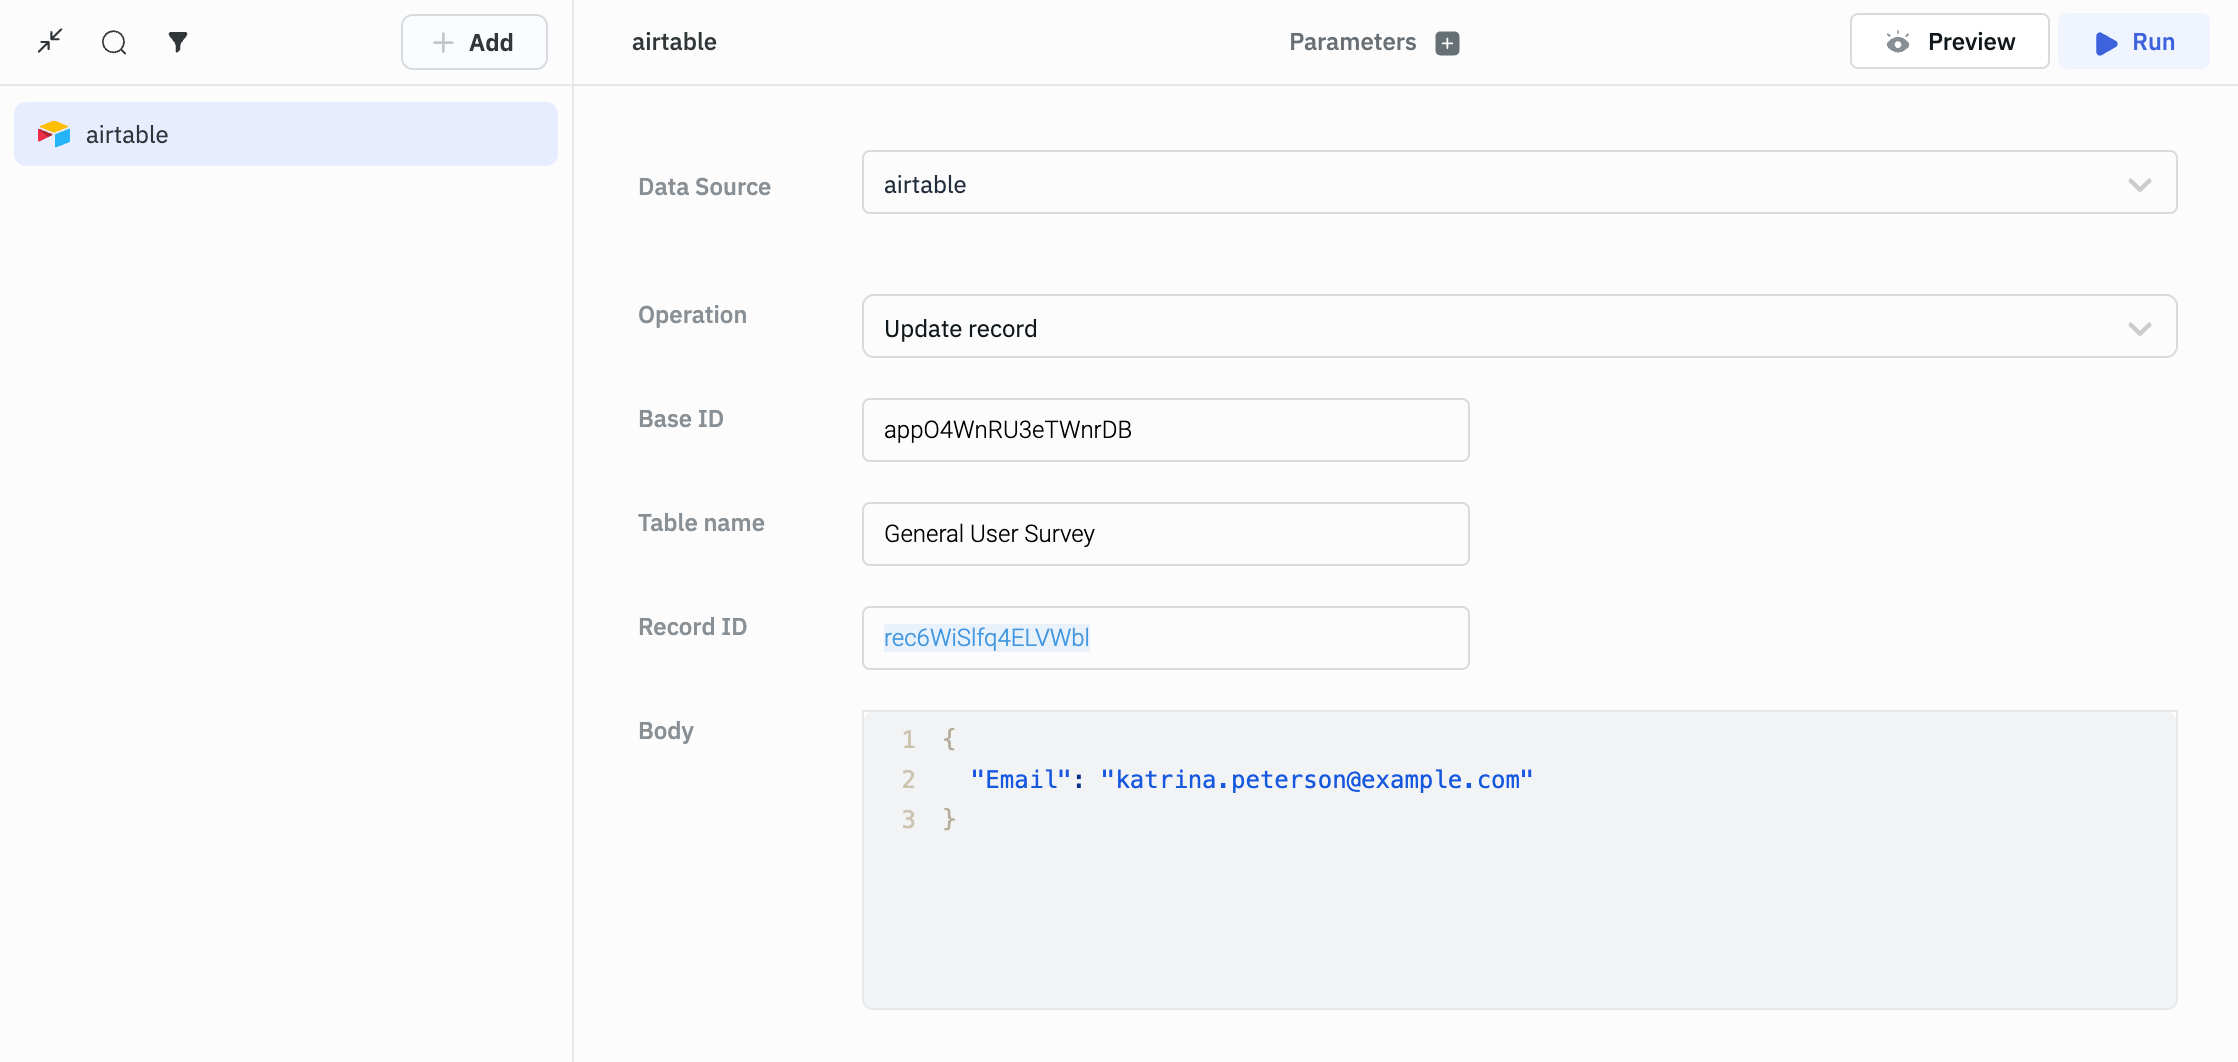 Add
airtable
Parameters
Preview
Run
airtable
Data Source
airtable
Operation
Update record
Base ID
appO4WnRU3eTWnrDB
Table name
General User Survey
Record ID
rec6WiSlfq4ELVWbl
Body
1 {
2 "Email": "katrina.peterson@example.com"
3 }